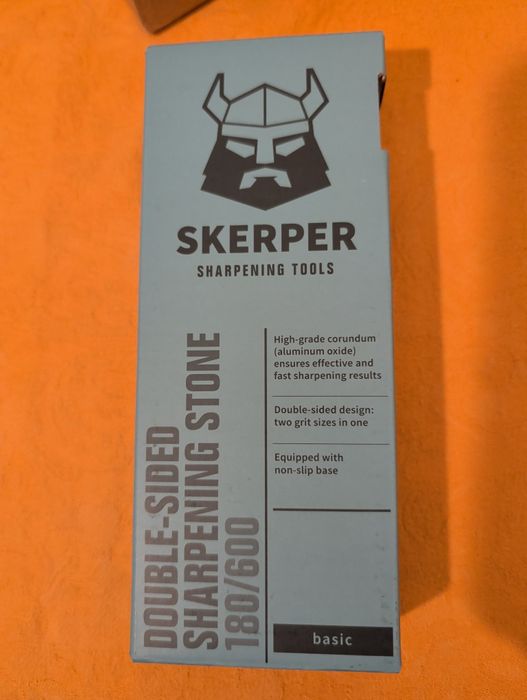 SKERPER
SHARPENING TOOLS
DOUBLE-SIDED
SHARPENING STONE
180/600
High-grade corundum
(aluminum oxide)
ensures effective and
fast sharpening results
Double-sided design:
two grit sizes in one
Equipped with
non-slip base
basic